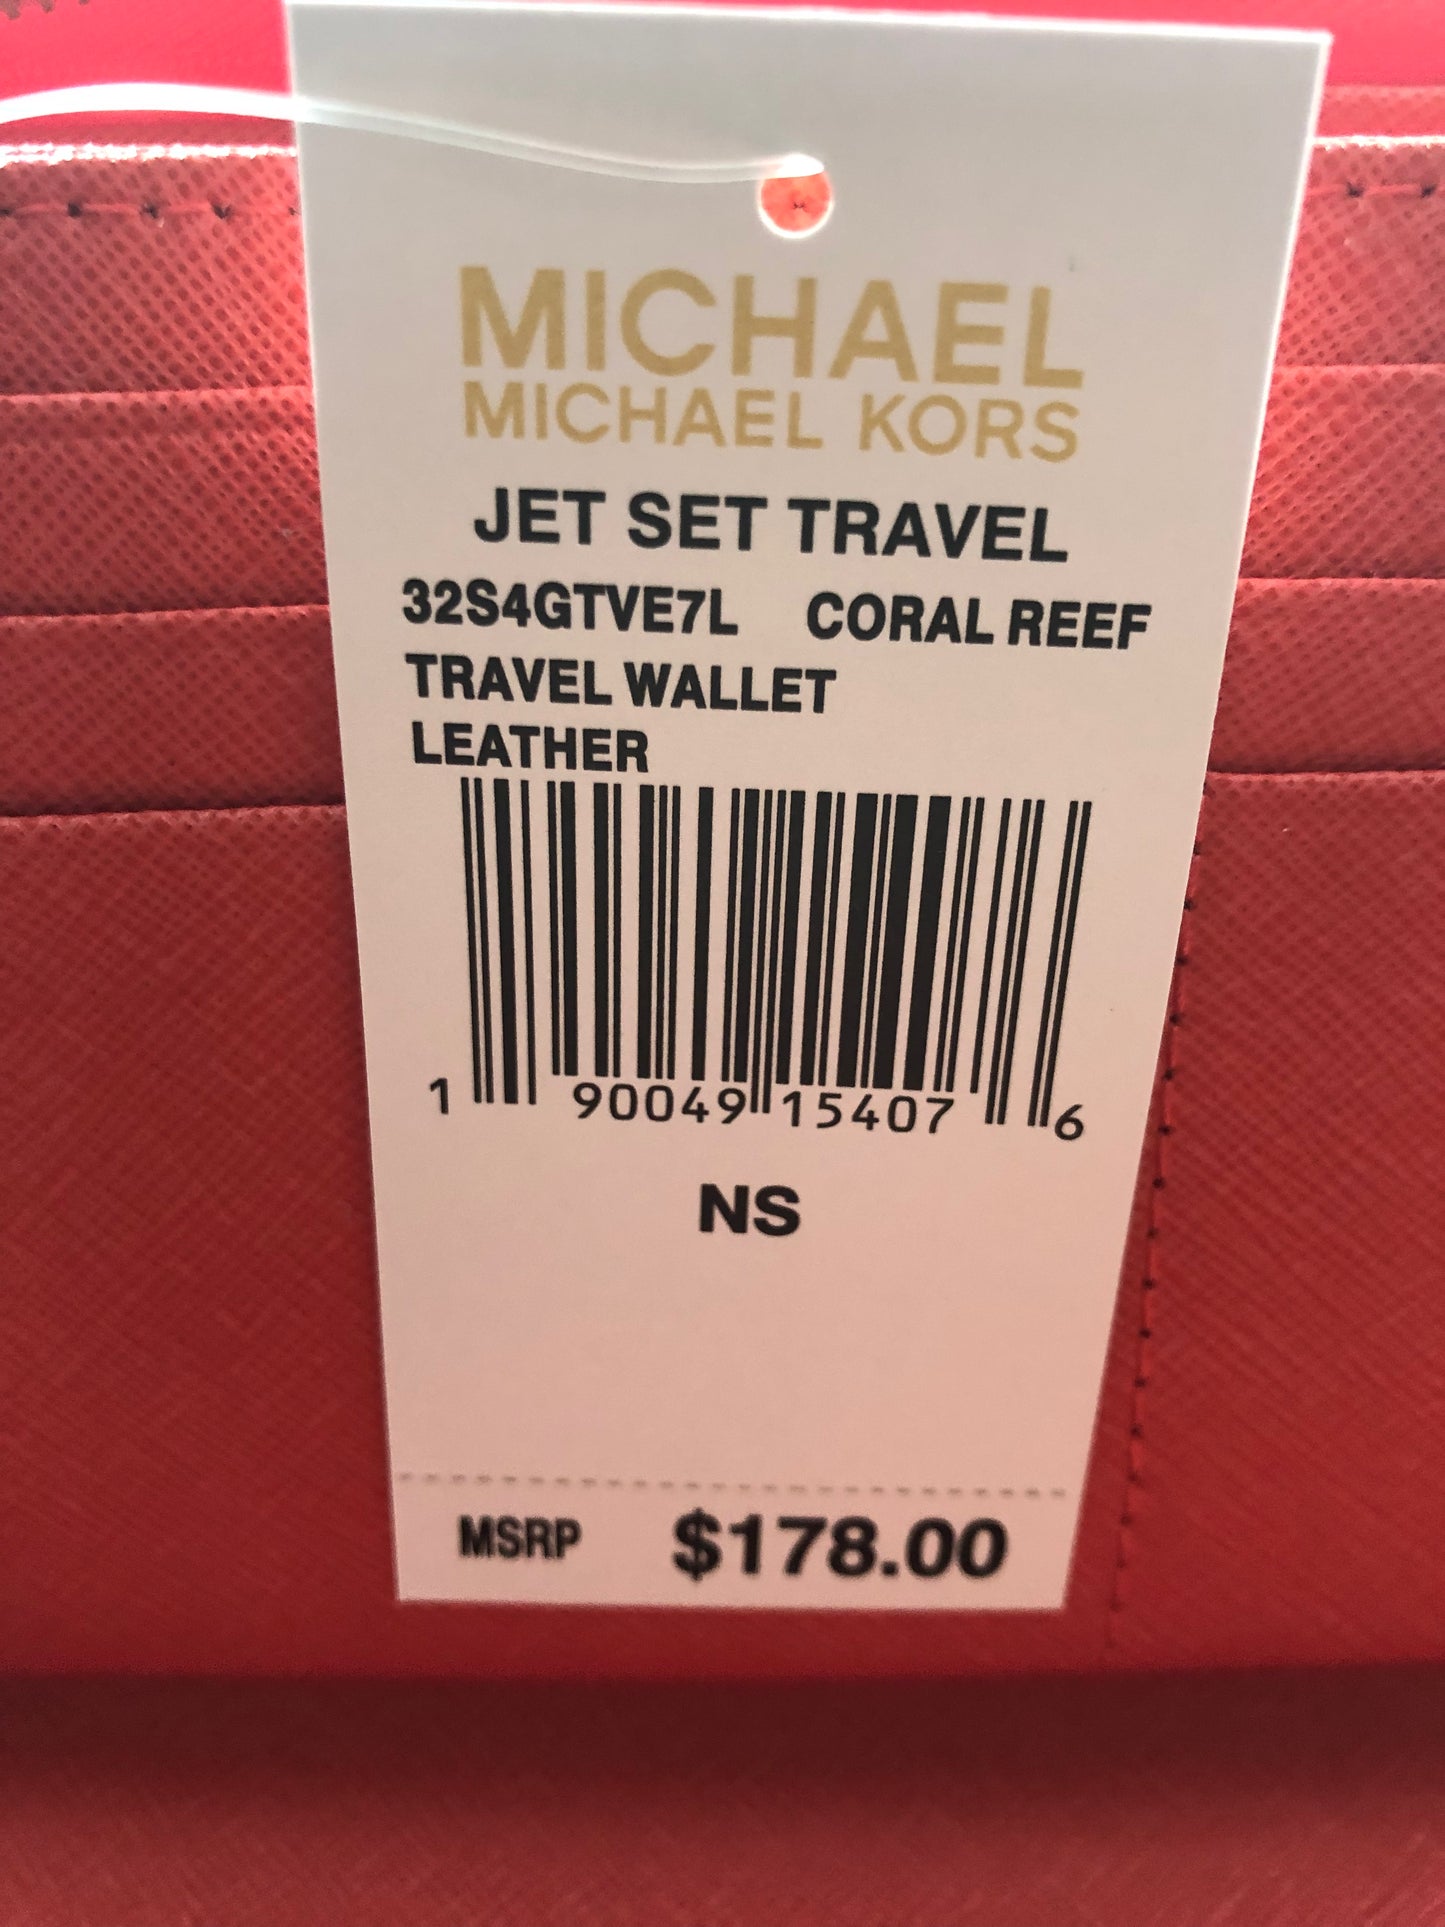 MICHAEL
MICHAEL KORS
JET SET TRAVEL
32S4GTVE7L CORAL REEF
TRAVEL WALLET
LEATHER
1 90049 15407 6
NS
MSRP $178.00